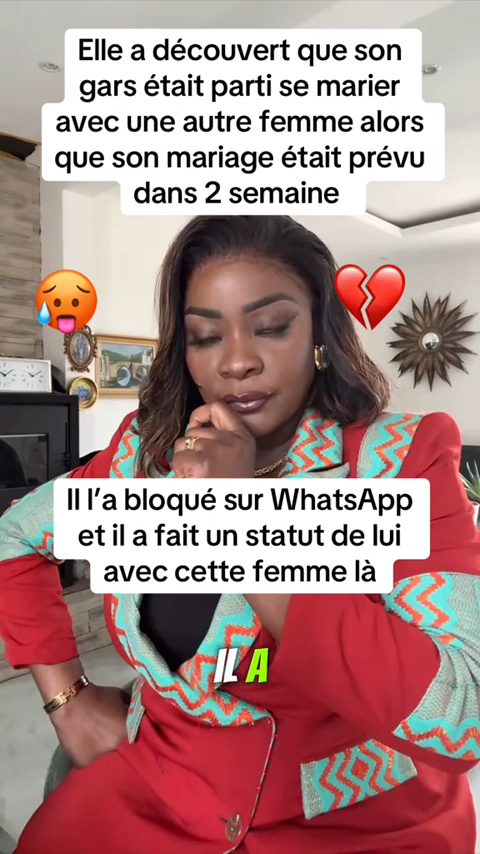 Elle a découvert que son
gars était parti se marier
avec une autre femme alors
que son mariage était prévu
dans 2 semaine
Il l’a bloqué sur WhatsApp
et il a fait un statut de lui
avec cette femme là
IL A